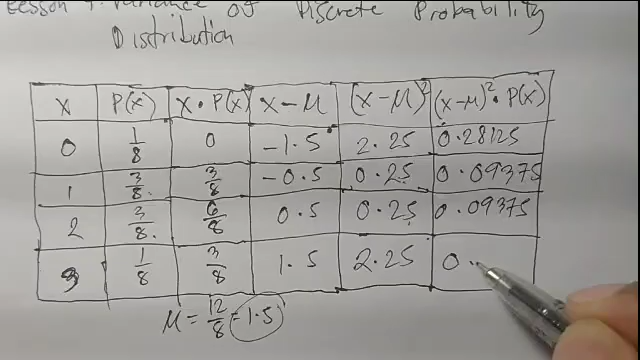 Lesson 4: Variance of Discrete Probability
Distribution
X P(X) X • P(X) X - M (X - M)² (X - M)² • P(X)
0 1/8 0 -1.5 2.25 0.28125
1 3/8 3/8 -0.5 0.25 0.09375
2 3/8 6/8 0.5 0.25 0.09375
3 1/8 3/8 1.5 2.25 0.
M = 12/8 = 1.5